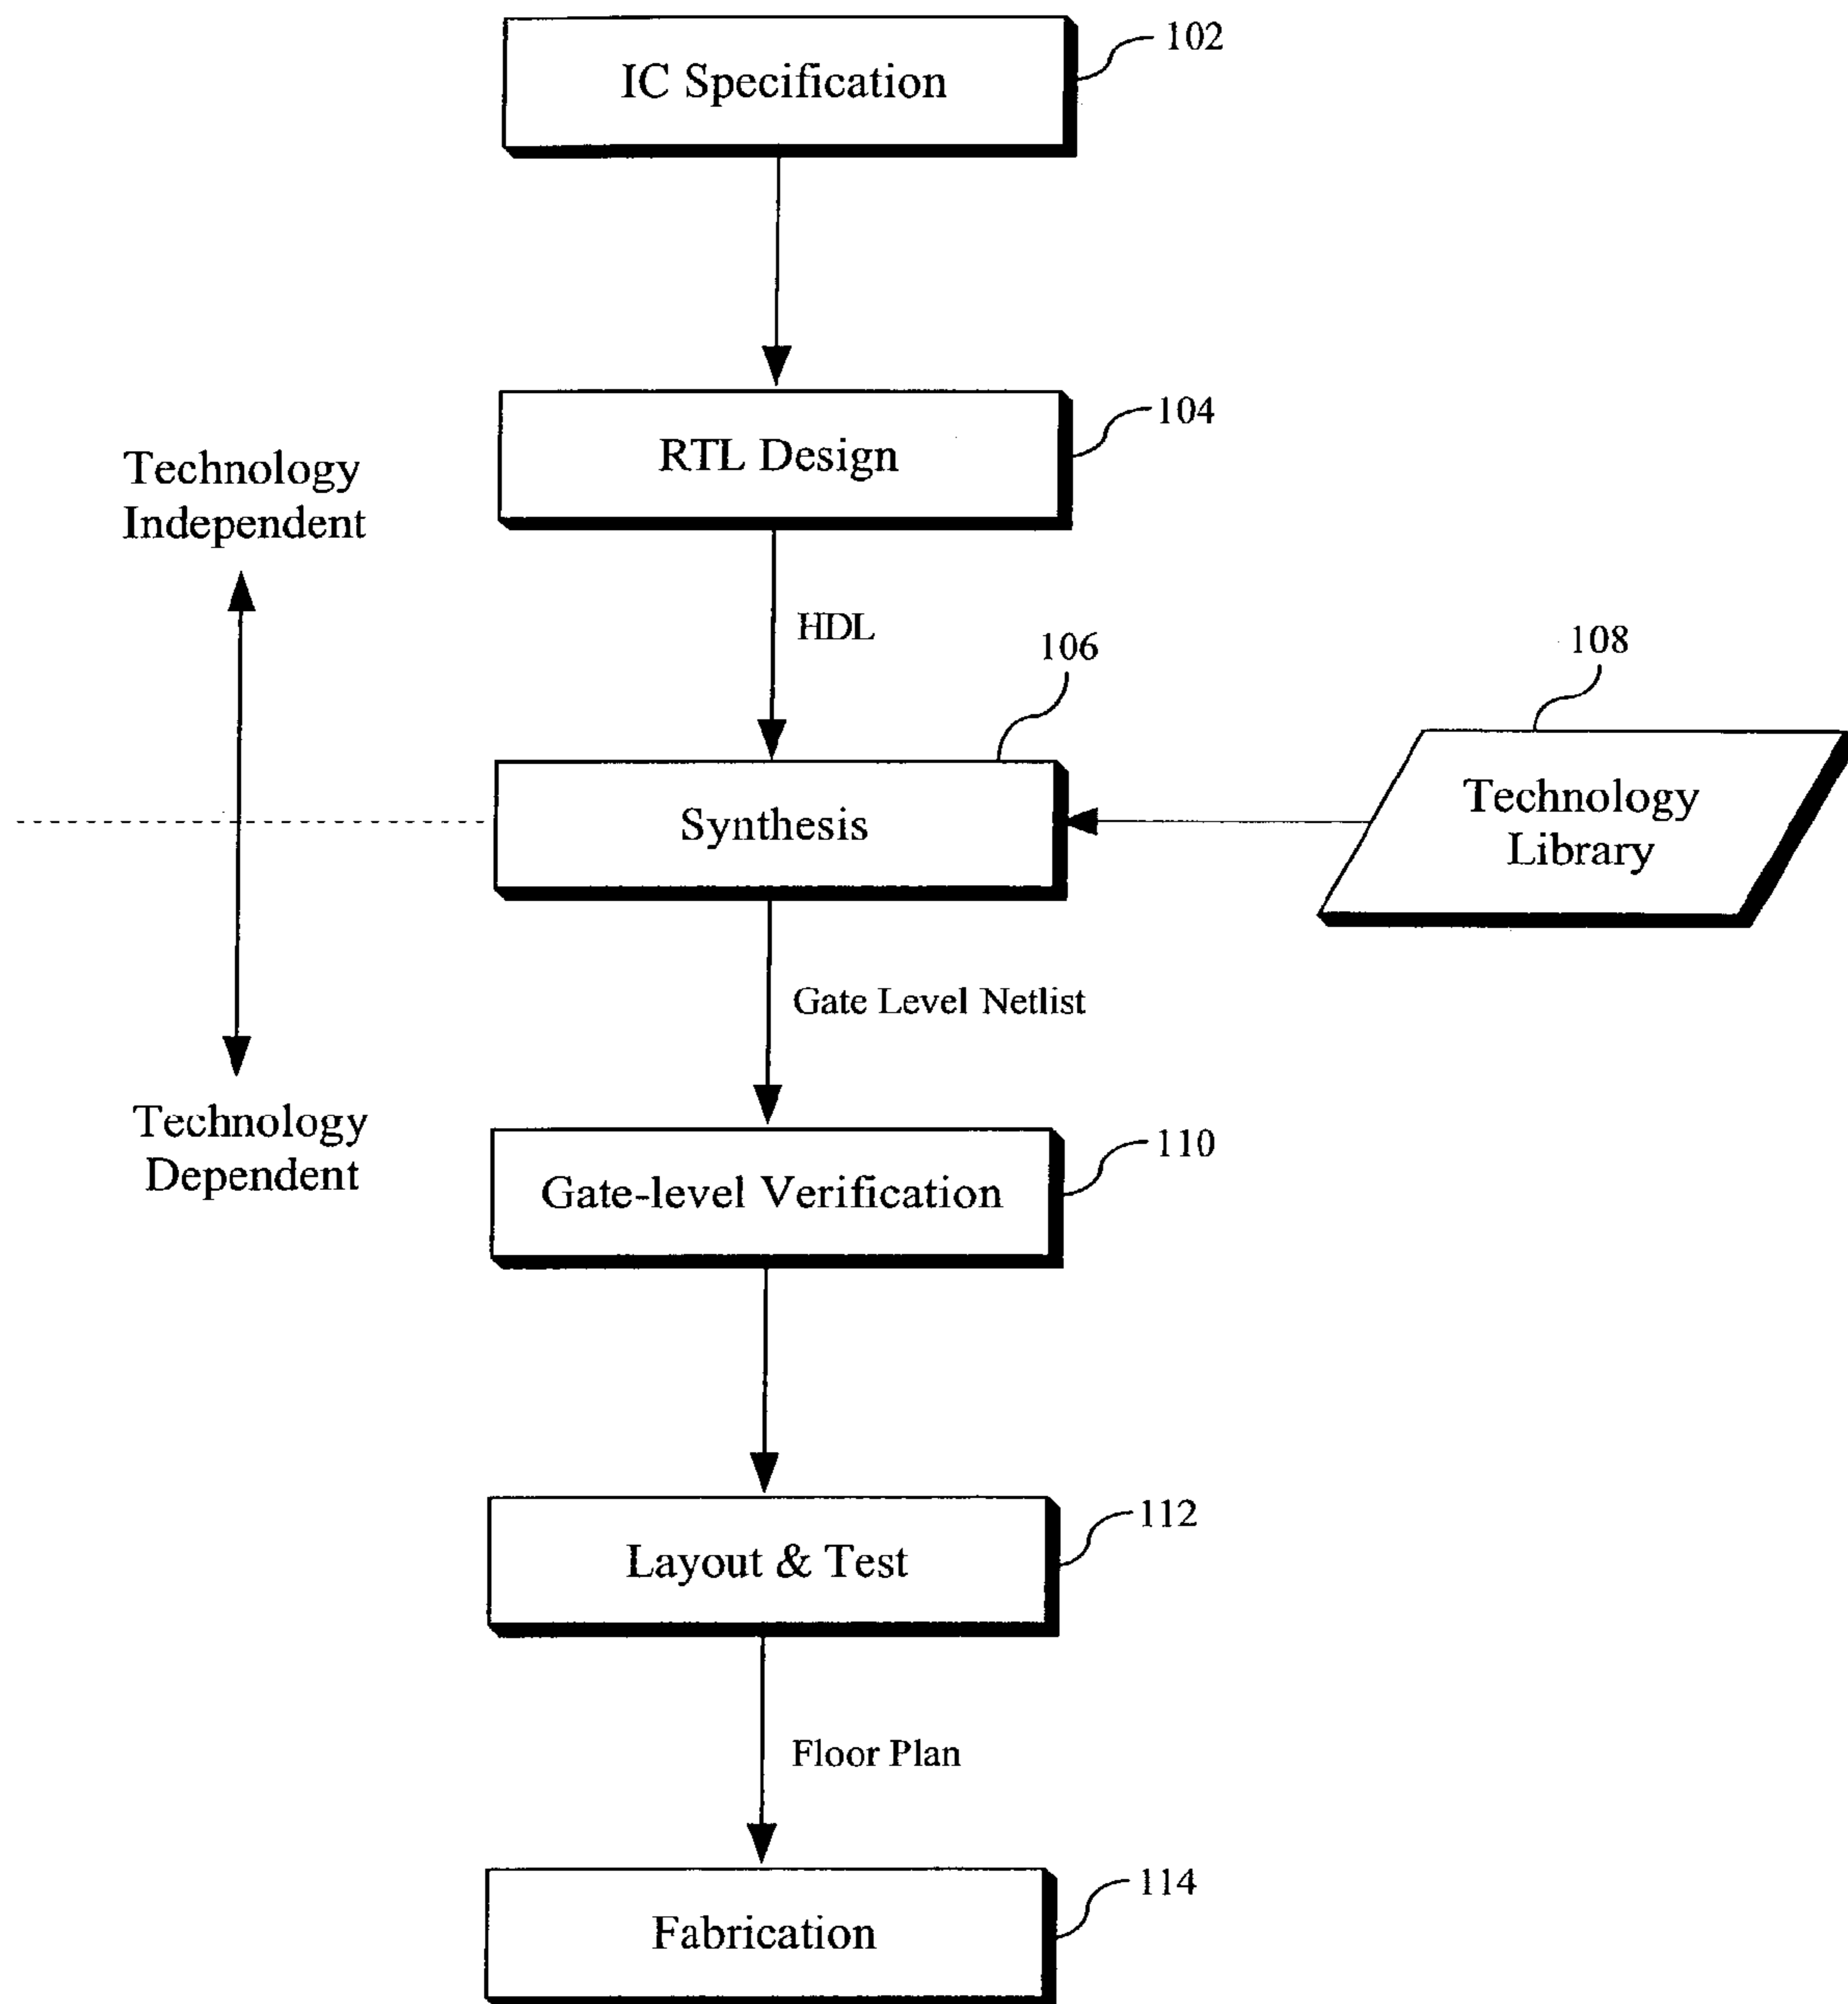 IC Specification
102
RTL Design
104
Technology
Independent
HDL
106
108
Synthesis
Technology
Library
Gate Level Netlist
Technology
Dependent
Gate-level Verification
110
Layout & Test
112
Floor Plan
Fabrication
114